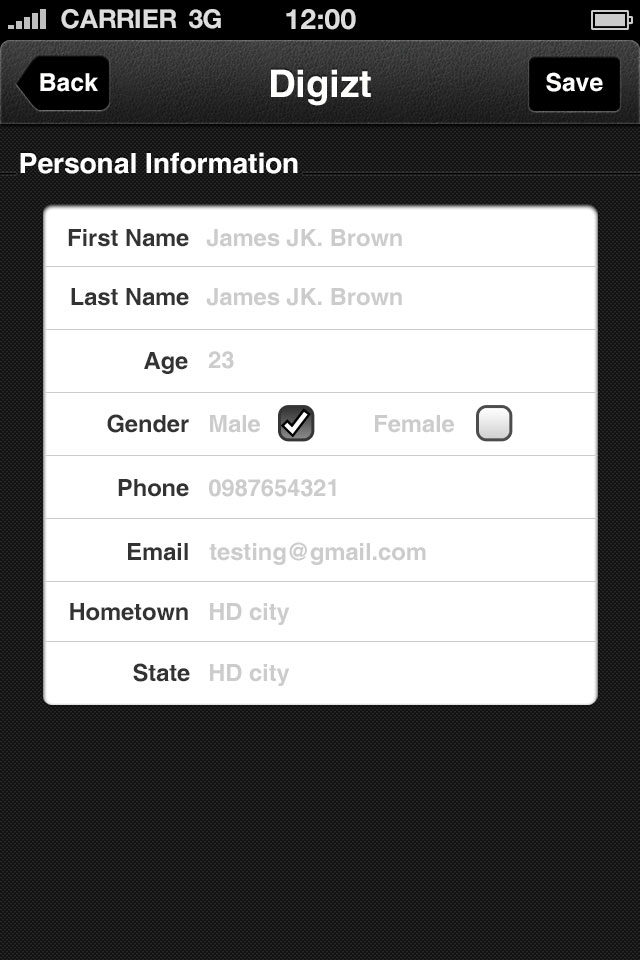 CARRIER 3G 12:00
Back Digizt Save
Personal Information
First Name James JK. Brown
Last Name James JK. Brown
Age 23
Gender Male Female
Phone 0987654321
Email testing@gmail.com
Hometown HD city
State HD city